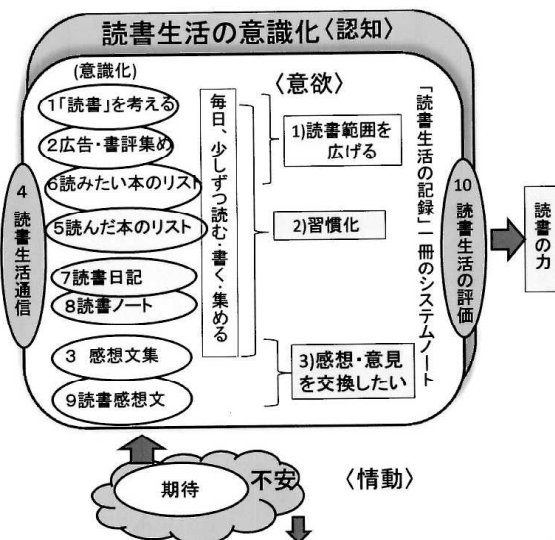 読書生活の意識化〈認知〉
(意識化)
1「読書」を考える
2広告・書評集め
6読みたい本のリスト
5読んだ本のリスト
7読書日記
8読書ノート
3 感想文集
9読書感想文
4 読書生活通信
毎日、少しずつ読む・書く・集める
〈意欲〉
1)読書範囲を
広げる
2)習慣化
3)感想・意見
を交換したい
「読書生活の記録」一冊のシステムノート
10 読書生活の評価
読書の力
期待
不安
〈情動〉